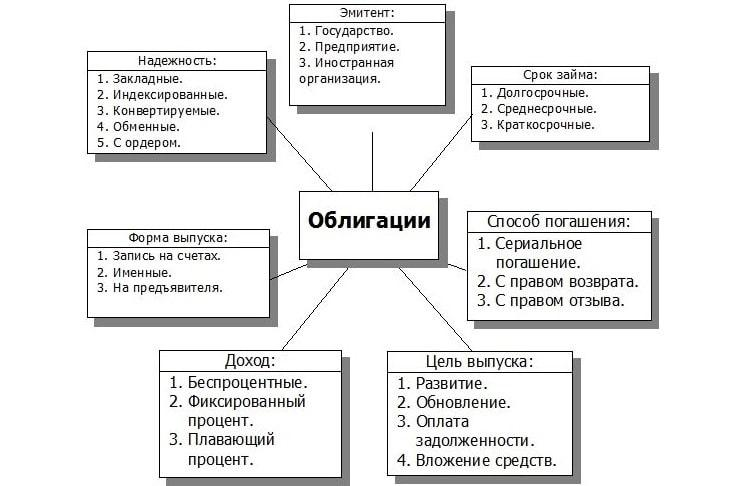 Эмитент:
1. Государство.
2. Предприятие.
3. Иностранная
организация.
Надежность:
1. Закладные.
2. Индексированные.
3. Конвертируемые.
4. Обменные.
5. С ордером.
Срок займа:
1. Долгосрочные.
2. Среднесрочные.
3. Краткосрочные.
Облигации
Форма выпуска:
1. Запись на счетах.
2. Именные.
3. На предъявителя.
Способ погашения:
1. Сериальное
погашение.
2. С правом возврата.
3. С правом отзыва.
Доход:
1. Беспроцентные.
2. Фиксированный
процент.
3. Плавающий
процент.
Цель выпуска:
1. Развитие.
2. Обновление.
3. Оплата
задолженности.
4. Вложение средств.